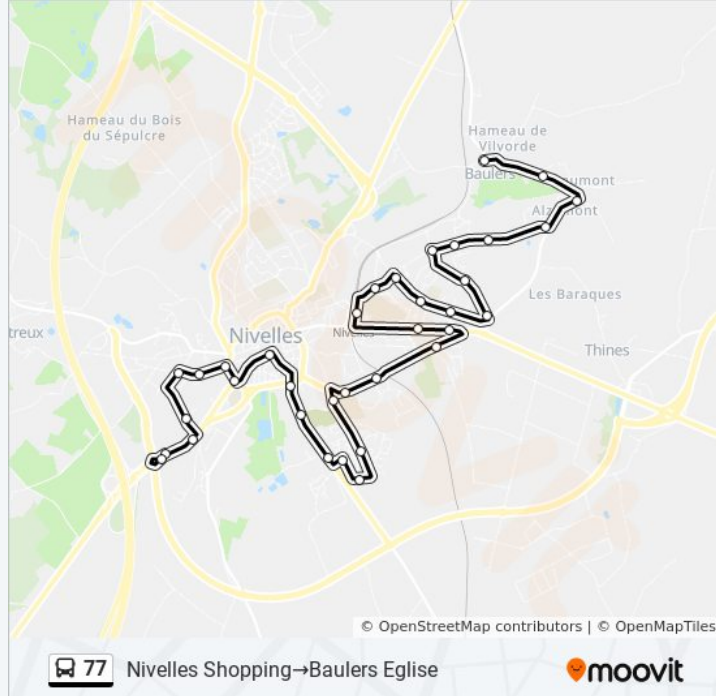 Hameau du Bois
du Sépulcre
Hameau de
Vilvorde
Baulers
Les Baraques
treux
Nivelles
Nivelles
Thines
© OpenStreetMap contributors | © OpenMapTiles
77 Nivelles Shopping→Baulers Eglise
moovit